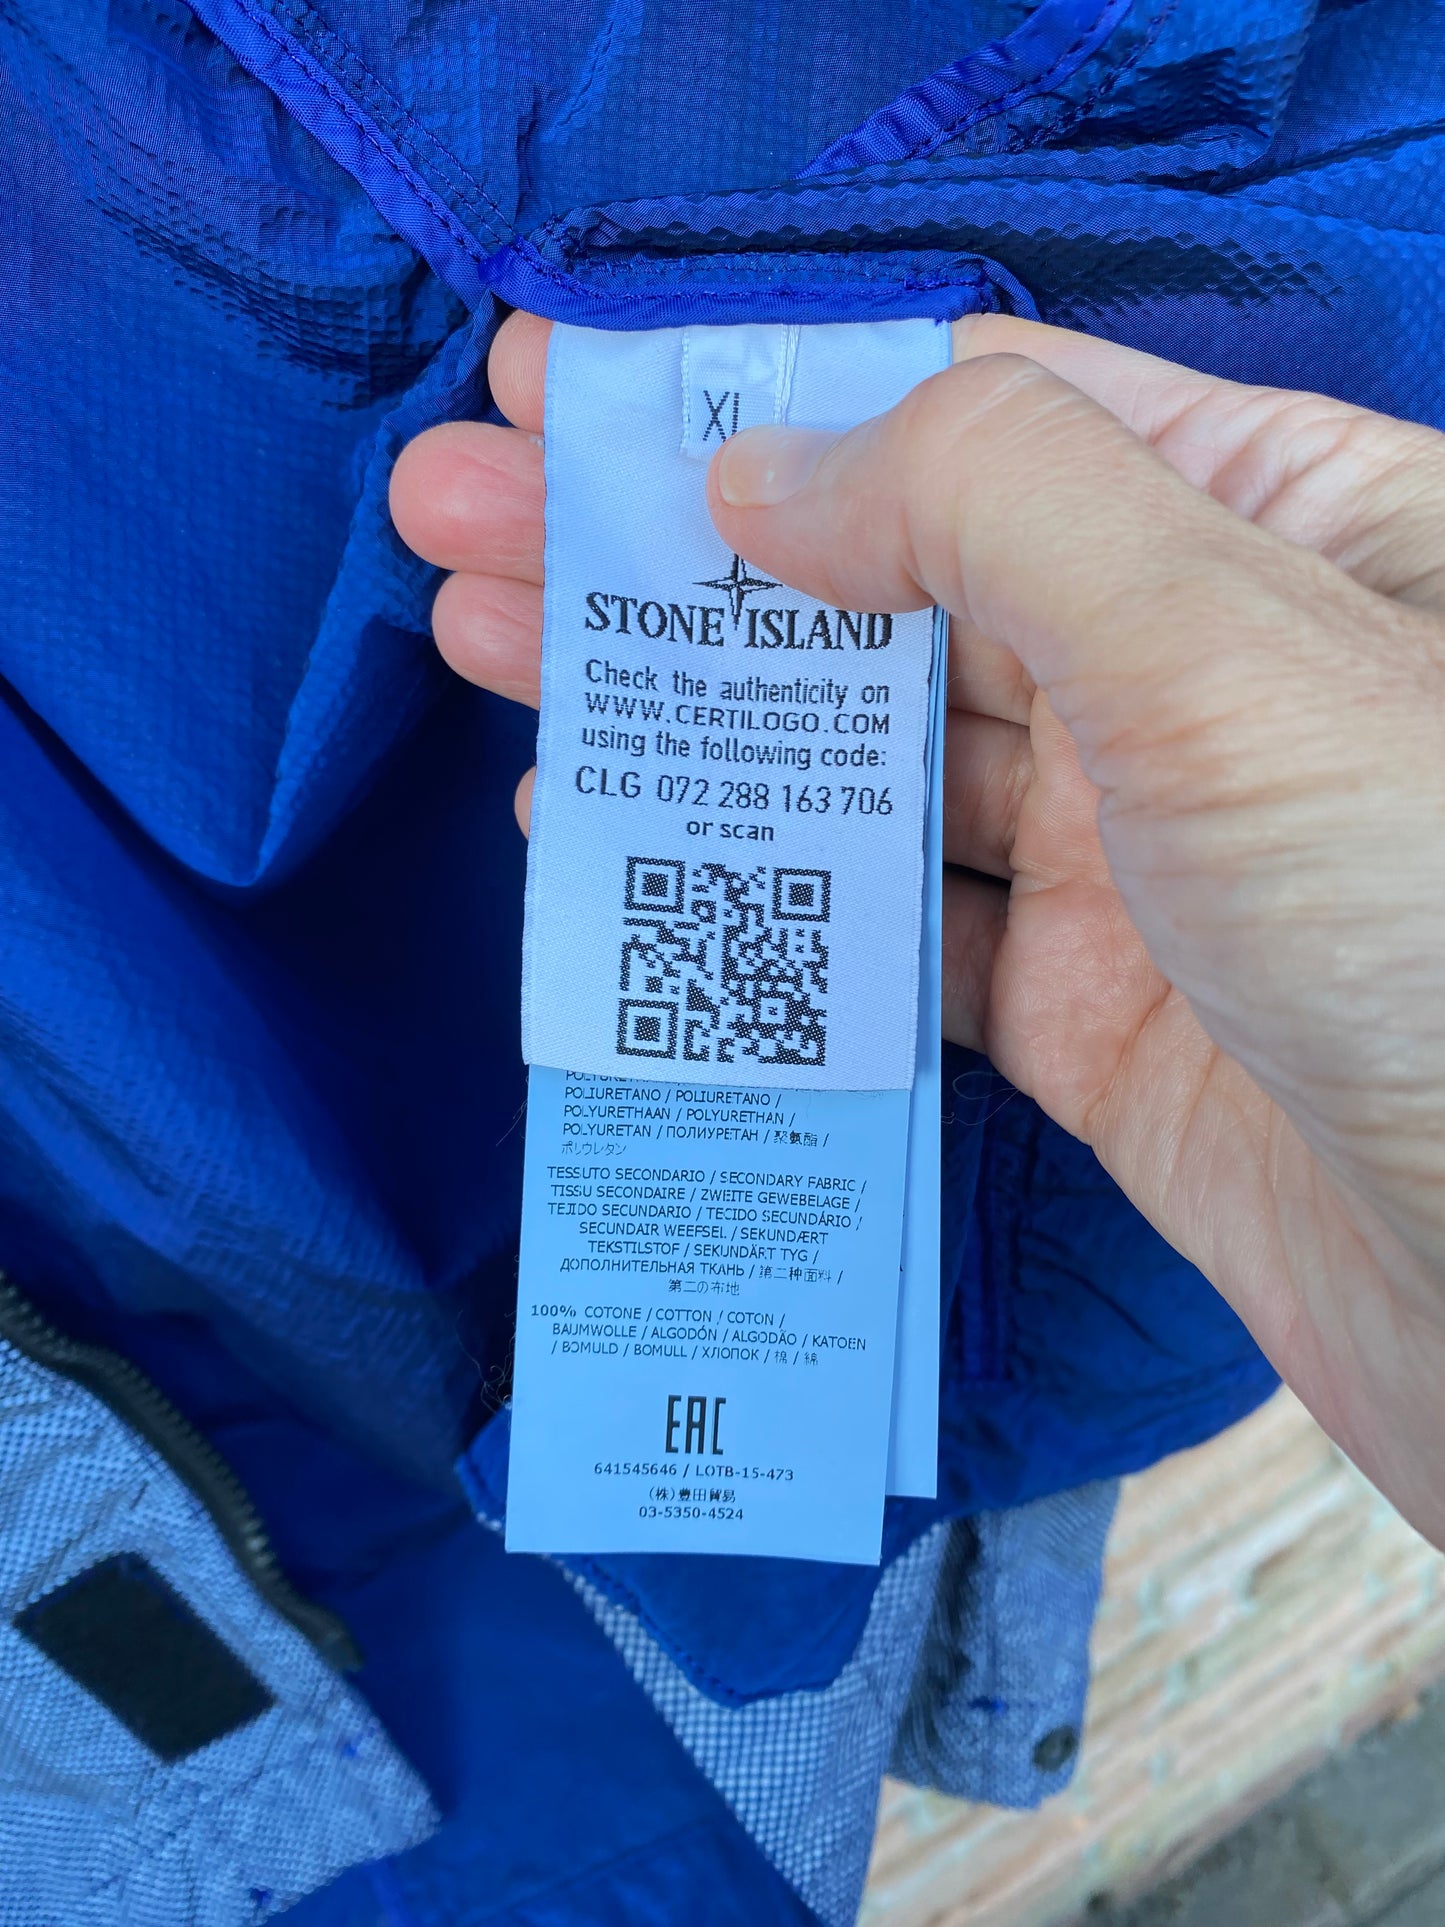 XL
STONE ISLAND
Check the authenticity on
WWW.CERTILOGO.COM
using the following code:
CLG 072 288 163 706
or scan
POLIURETANO / POLIURETANO /
POLYURETHAAN / POLYURETHAN /
POLYURETAN / ПОЛИУРЕТАН / 聚氨酯 /
ポリウレタン
TESSUTO SECONDARIO / SECONDARY FABRIC /
TISSU SECONDAIRE / ZWEITE GEWEBELAGE /
TEJIDO SECUNDARIO / TECIDO SECUNDÁRIO /
SECUNDAIR WEEFSEL / SEKUNDÆRT
TEKSTILSTOF / SEKUNDÄRT TYG /
ДОПОЛНИТЕЛЬНАЯ ТКАНЬ / 第二种面料 /
第二の布地
100% COTONE / COTTON / COTON /
BAUMWOLLE / ALGODÓN / ALGODÃO / KATOEN
/ BOMULD / BOMULL / ХЛОПОК / 棉 / 綿
EAC
641545646 / LOTB-15-473
(株)豊田貿易
03-5350-4524